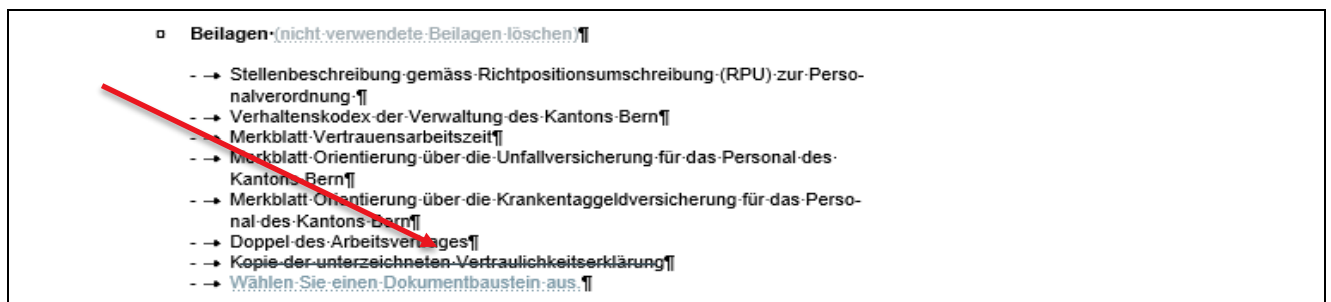 Beilagen (nicht verwendete Beilagen löschen)¶
- → Stellenbeschreibung gemäss Richtpositionsumschreibung (RPU) zur Perso-
nalverordnung ¶
- → Verhaltenskodex der Verwaltung des Kantons Bern¶
- → Merkblatt Vertrauensarbeitszeit¶
- → Merkblatt Orientierung über die Unfallversicherung für das Personal des
Kantons Bern¶
- → Merkblatt Orientierung über die Krankentaggeldversicherung für das Perso-
nal des Kantons Bern¶
- → Doppel des Arbeitsvertrages¶
- → Kopie der unterzeichneten Vertraulichkeitserklärung¶
- → Wählen Sie einen Dokumentbaustein aus.¶